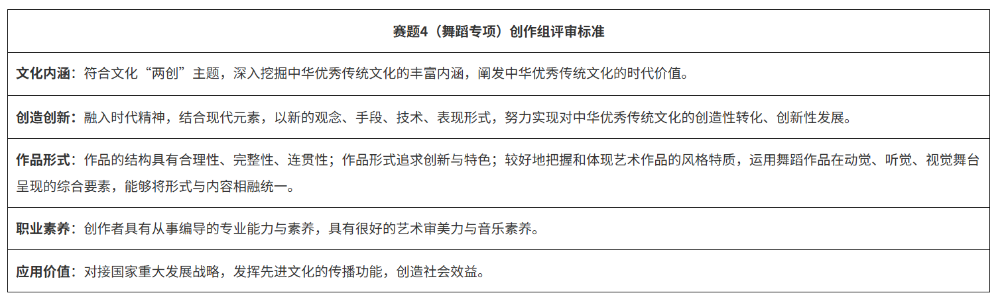 赛题4（舞蹈专项）创作组评审标准
文化内涵：符合文化“两创”主题，深入挖掘中华优秀传统文化的丰富内涵，阐发中华优秀传统文化的时代价值。
创造创新：融入时代精神，结合现代元素，以新的观念、手段、技术、表现形式，努力实现对中华优秀传统文化的创造性转化、创新性发展。
作品形式：作品的结构具有合理性、完整性、连贯性；作品形式追求创新与特色；较好地把握和体现艺术作品的风格特质，运用舞蹈作品在动觉、听觉、视觉舞台
呈现的综合要素，能够将形式与内容相融统一。
职业素养：创作者具有从事编导的专业能力与素养，具有很好的艺术审美力与音乐素养。
应用价值：对接国家重大发展战略，发挥先进文化的传播功能，创造社会效益。